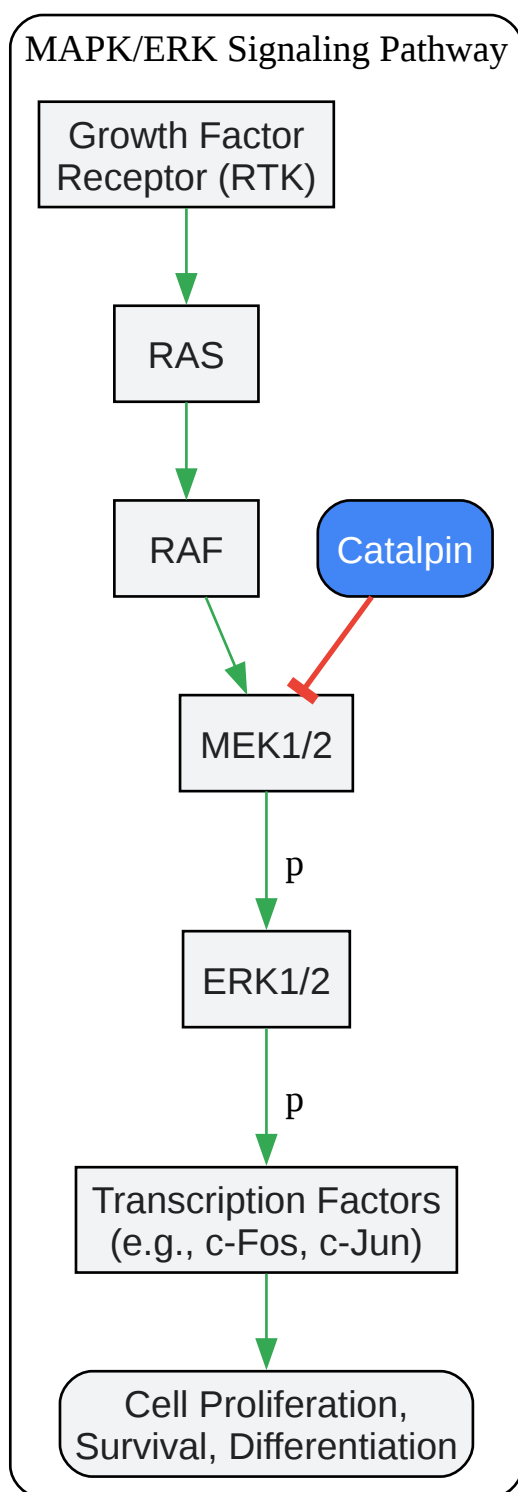 MAPK/ERK Signaling Pathway
Growth Factor
Receptor (RTK)
RAS
RAF
Catalpin
MEK1/2
p
ERK1/2
p
Transcription Factors
(e.g., c-Fos, c-Jun)
Cell Proliferation,
Survival, Differentiation